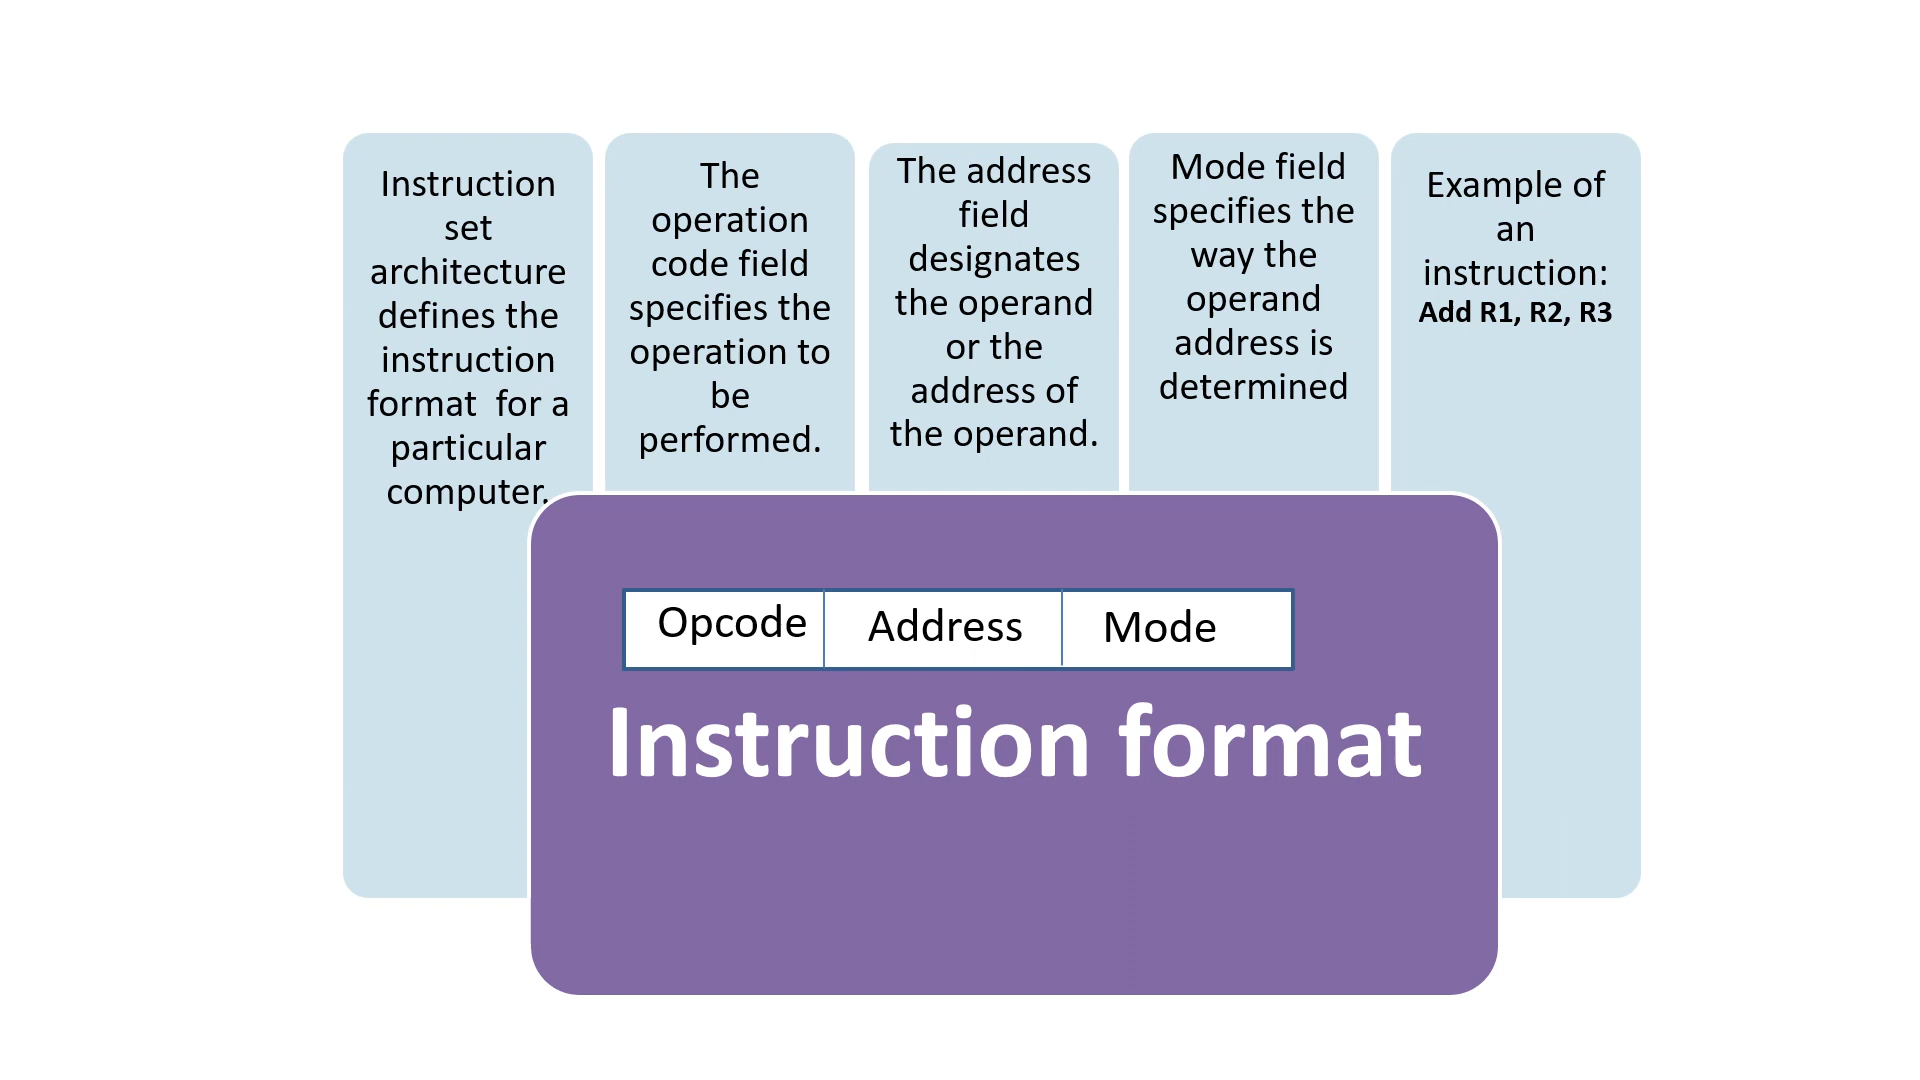 Instruction
set
architecture
defines the
instruction
format  for a
particular
computer.
The
operation
code field
specifies the
operation to
be
performed.
The address
field
designates
the operand
or the
address of
the operand.
Mode field
specifies the
way the
operand
address is
determined
Example of
an
instruction:
Add R1, R2, R3
Opcode Address Mode
Instruction format